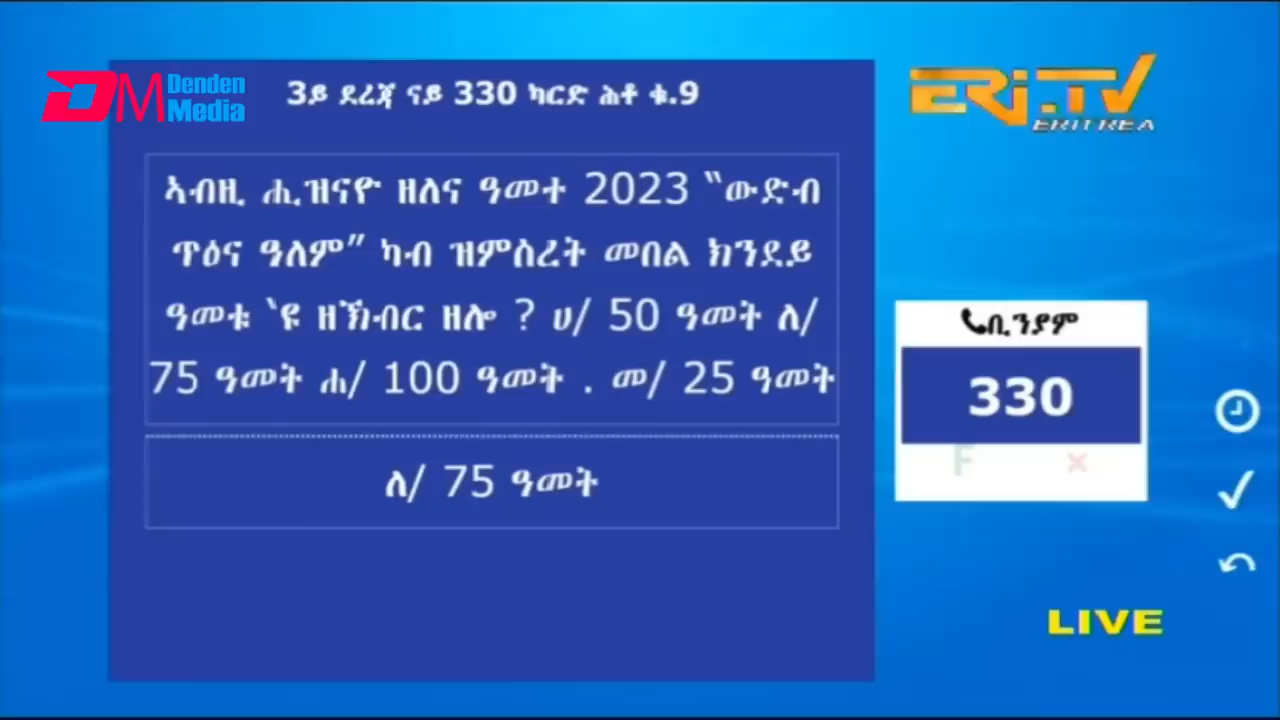 DM Denden Media
3ይ ደረጃ ናይ 330 ካርድ ሕቶ ቁ.9
ERi.TV
ERITREA
ኣብዚ ሒዝናዮ ዘለና ዓመተ 2023 “ውድብ
ጥዕና ዓለም” ካብ ዝምስረት መበል ክንደይ
ዓመቱ ‘ዩ ዘኽብር ዘሎ ? ሀ/ 50 ዓመት ለ/
75 ዓመት ሐ/ 100 ዓመት . መ/ 25 ዓመት
ለ/ 75 ዓመት
ቢንያም
330
F ×
LIVE